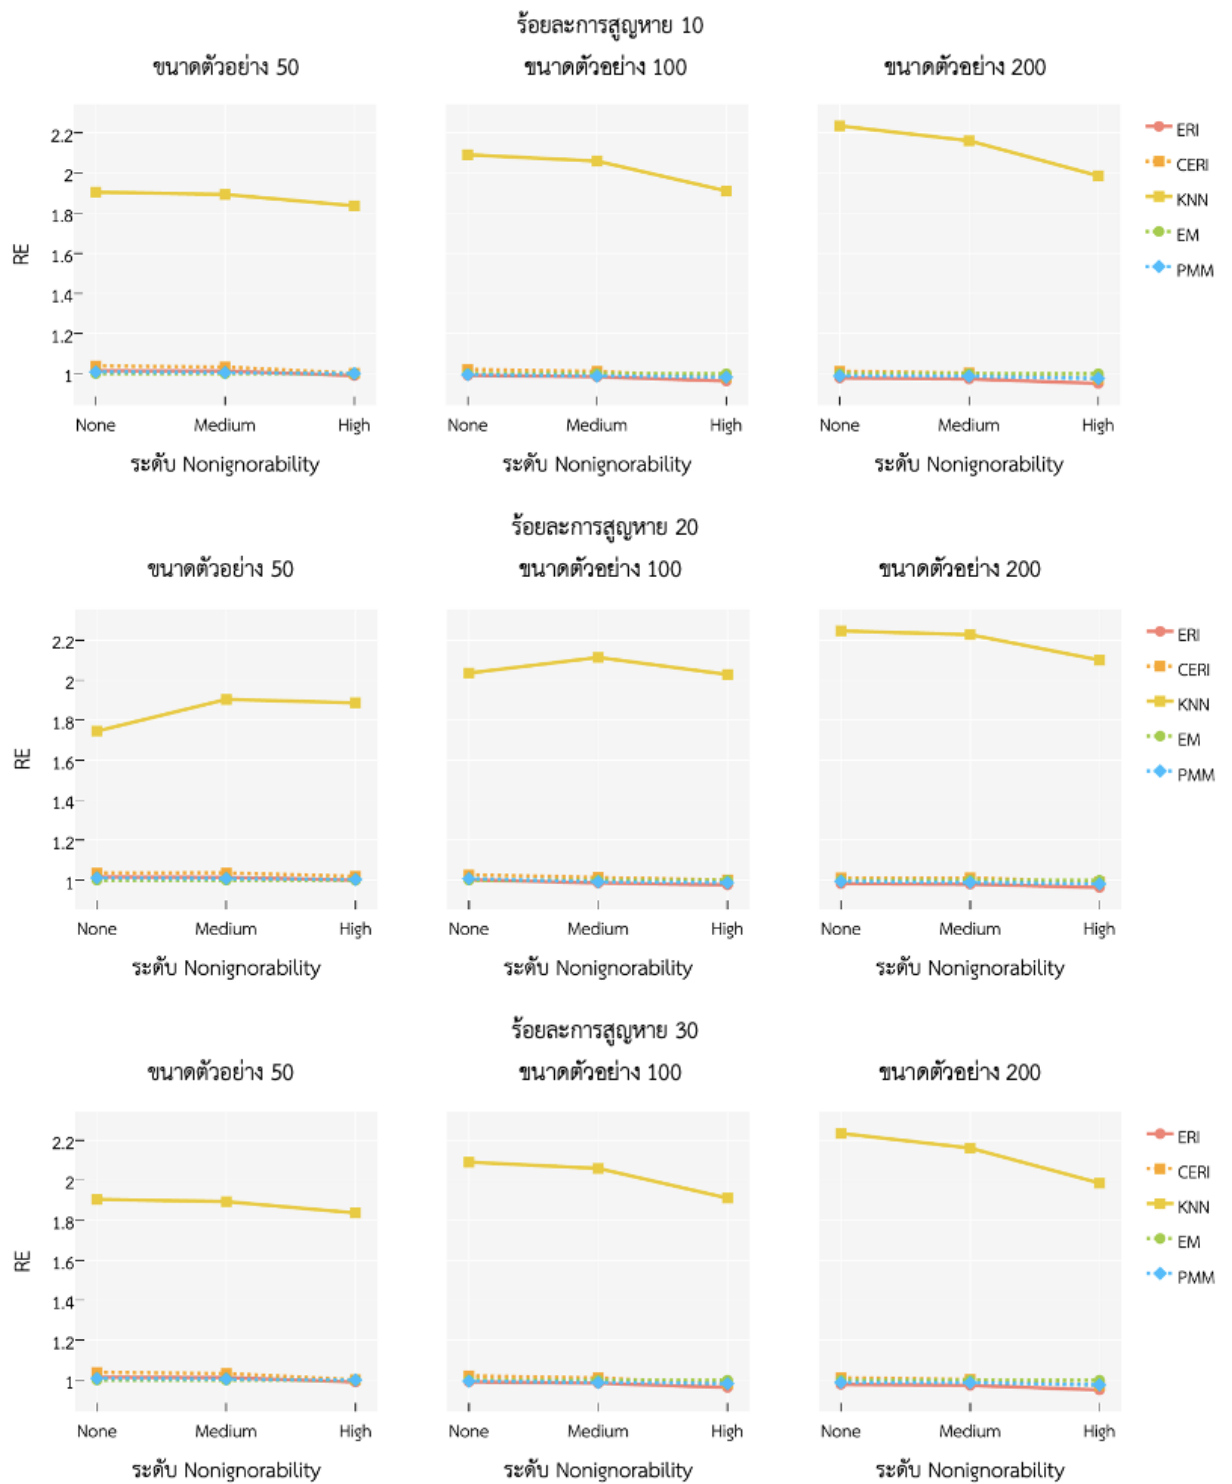 ร้อยละการสูญหาย 10
ขนาดตัวอย่าง 50 ขนาดตัวอย่าง 100 ขนาดตัวอย่าง 200
2.2
2
1.8
1.6
1.4
1.2
1
RE
None Medium High None Medium High None Medium High
ระดับ Nonignorability ระดับ Nonignorability ระดับ Nonignorability
ERI
CERI
KNN
EM
PMM
ร้อยละการสูญหาย 20
ขนาดตัวอย่าง 50 ขนาดตัวอย่าง 100 ขนาดตัวอย่าง 200
2.2
2
1.8
1.6
1.4
1.2
1
RE
None Medium High None Medium High None Medium High
ระดับ Nonignorability ระดับ Nonignorability ระดับ Nonignorability
ERI
CERI
KNN
EM
PMM
ร้อยละการสูญหาย 30
ขนาดตัวอย่าง 50 ขนาดตัวอย่าง 100 ขนาดตัวอย่าง 200
2.2
2
1.8
1.6
1.4
1.2
1
RE
None Medium High None Medium High None Medium High
ระดับ Nonignorability ระดับ Nonignorability ระดับ Nonignorability
ERI
CERI
KNN
EM
PMM